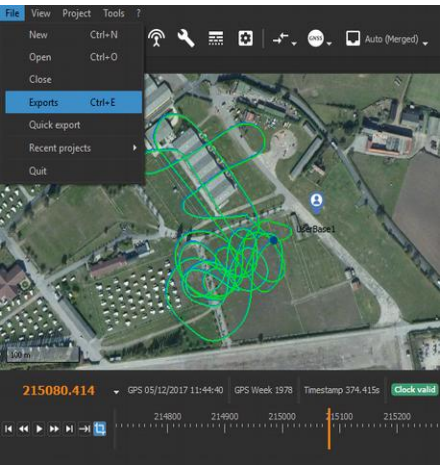 File View Project Tools ?
New Ctrl+N
Open Ctrl+O
Close
Exports Ctrl+E
Quick export
Recent projects
Quit
GNSS
Auto (Merged)
UserBase1
100 m
215080.414 GPS 05/12/2017 11:44:40 GPS Week 1978 Timestamp 374.415s Clock valid
214800 214900 215000 215100 215200